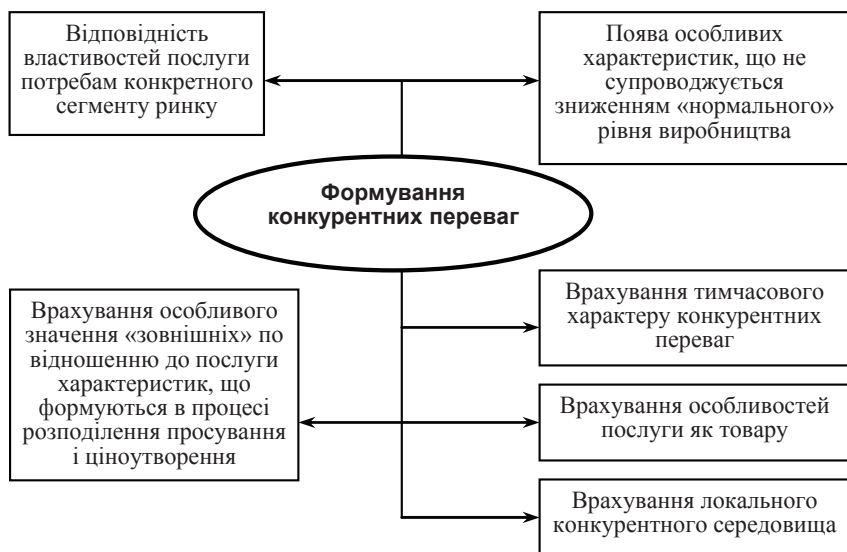 Відповідність
властивостей послуги
потребам конкретного
сегменту ринку
Поява особливих
характеристик, що не
супроводжується
зниженням «нормального»
рівня виробництва
Формування
конкурентних переваг
Врахування особливого
значення «зовнішніх» по
відношенню до послуги
характеристик, що
формуються в процесі
розподілення просування
і ціноутворення
Врахування тимчасового
характеру конкурентних
переваг
Врахування особливостей
послуги як товару
Врахування локального
конкурентного середовища